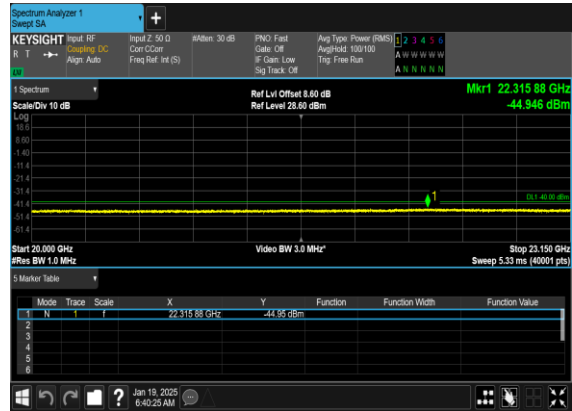 Spectrum Analyzer 1
Swept SA
KEYSIGHT Input: RF Input Z: 50 Ω #Atten: 30 dB PNO: Fast Avg Type: Power (RMS) 1 2 3 4 5 6
R T Coupling: DC Corr CCorr Gate: Off Avg|Hold: 100/100 A W W W W W
Align: Auto Freq Ref: Int (S) IF Gain: Low Trig: Free Run A N N N N N
Sig Track: Off
1 Spectrum Ref Lvl Offset 8.60 dB Mkr1 22.315 88 GHz
Scale/Div 10 dB Ref Level 28.60 dBm -44.946 dBm
Log
18.6
8.60
-1.40
-11.4
-21.4
-31.4
1
DL1 -40.00 dBm
-41.4
-51.4
-61.4
Start 20.000 GHz Video BW 3.0 MHz* Stop 23.150 GHz
#Res BW 1.0 MHz Sweep 5.33 ms (40001 pts)
5 Marker Table
Mode Trace Scale X Y Function Function Width Function Value
1 N 1 f 22.315 88 GHz -44.95 dBm
2
3
4
5
6
? Jan 19, 2025
6:40:25 AM